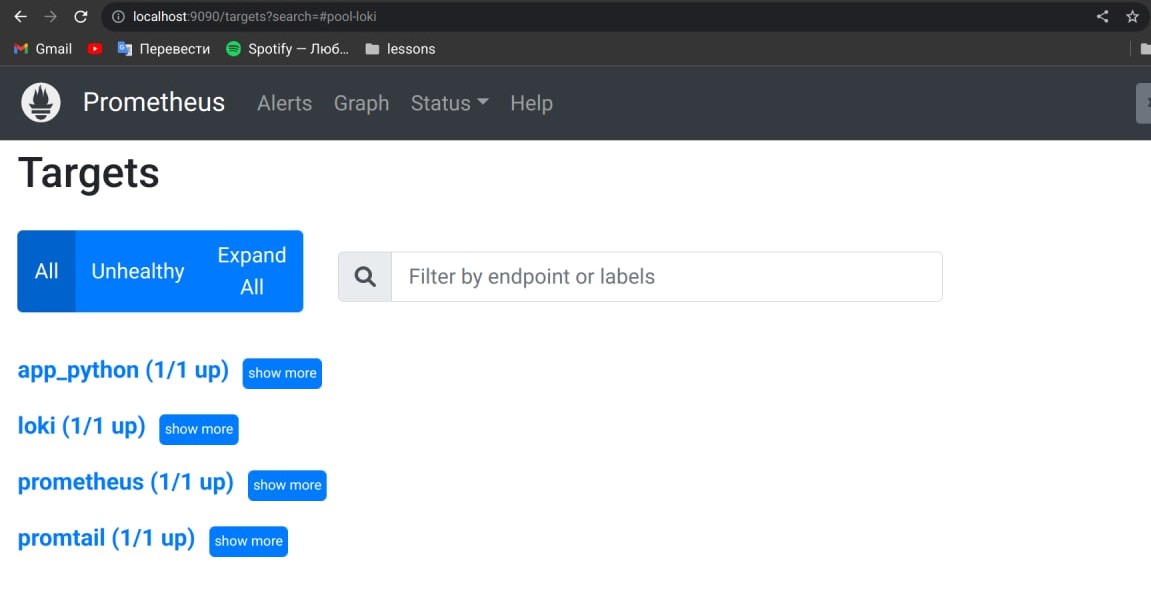 localhost:9090/targets?search=#pool-loki
Gmail Перевести Spotify — Люб... lessons
Prometheus Alerts Graph Status Help
Targets
All Unhealthy Expand All
Filter by endpoint or labels
app_python (1/1 up) show more
loki (1/1 up) show more
prometheus (1/1 up) show more
promtail (1/1 up) show more